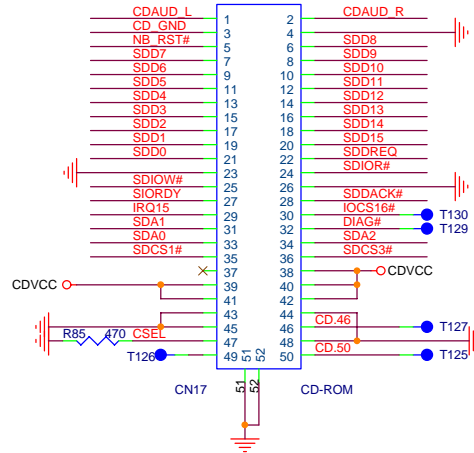 CDAUD_L 1 2 CDAUD_R
CD_GND 3 4
NB_RST# 5 6 SDD8
SDD7 7 8 SDD9
SDD6 9 10 SDD10
SDD5 11 12 SDD11
SDD4 13 14 SDD12
SDD3 15 16 SDD13
SDD2 17 18 SDD14
SDD1 19 20 SDD15
SDD0 21 22 SDDREQ
23 24 SDIOR#
SDIOW# 25 26
SIORDY 27 28 SDDACK#
IRQ15 29 30 IOCS16# T130
SDA1 31 32 DIAG# T129
SDA0 33 34 SDA2
SDCS1# 35 36 SDCS3#
37 38 CDVCC
CDVCC 39 40
41 42
43 44
45 46 CD.46 T127
R85 470 CSEL 47 48
T126 49 50 CD.50 T125
51 52
CN17 51 52 CD-ROM